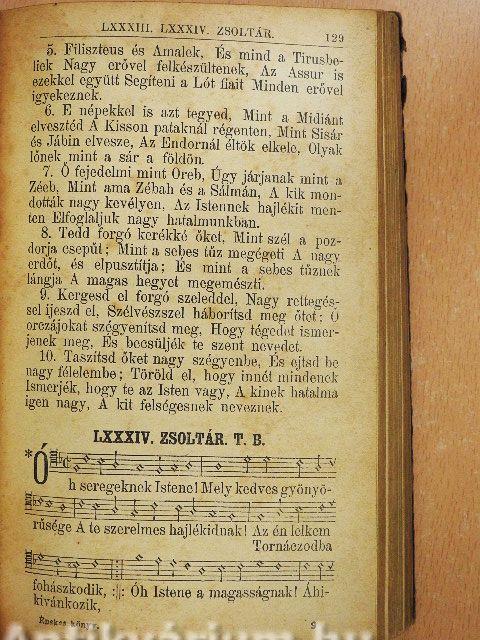 LXXXIII. LXXXIV. ZSOLTÁR. 129
5. Filiszteus és Amalek, És mind a Tirusbe-
liek Nagy erővel felkészültenek, Az Assur is
ezekkel együtt Segíteni a Lót fiait Minden erővel
igyekeznek.
6. E népekkel is azt tegyed, Mint a Midiánt
elvesztéd A Kisson pataknál régenten, Mint Sisár
és Jábin elvesze, Az Endornál éltök elkele, Olyak
lőnek mint a sár a földön.
7. Ő fejedelmi mint Oreb, Úgy járjanak mint a
Zéeb, Mint ama Zébah és a Sálmán, A kik mon-
dották nagy kevélyen, Az Istennek hajlékit men-
ten Elfoglaljuk nagy hatalmunkban.
8. Tedd forgó kerékké őket, Mint szél a poz-
dorja csepüt; Mint a sebes tűz megégeti A nagy
erdőt, és elpusztítja; És mint a sebes tűznek
lángja A magas hegyet megemészti.
9. Kergesd el forgó szeleddel, Nagy rettegés-
sel ijeszd el, Szélvészszel háborítsd meg őtet; Ő
orczájokat szégyenítsd meg, Hogy tégedet ismer-
jenek meg, És becsüljék te szent nevedet.
10. Taszítsd őket nagy szégyenbe, És ejtsd be
nagy félelembe; Töröld el, hogy innét mindenek
Ismerjék, hogy te az Isten vagy, A kinek hatalma
igen nagy, A kit felségesnek neveznek.
LXXXIV. ZSOLTÁR. T. B.
*Óh seregeknek Istene! Mely kedves gyönyö-
rűsége A te szerelmes hajlékidnak! Az én lelkem
Tornáczodba
fohászkodik, :||: Óh Istene a magasságnak! Áhi-
kivánkozik,
Énekes könyv. 9